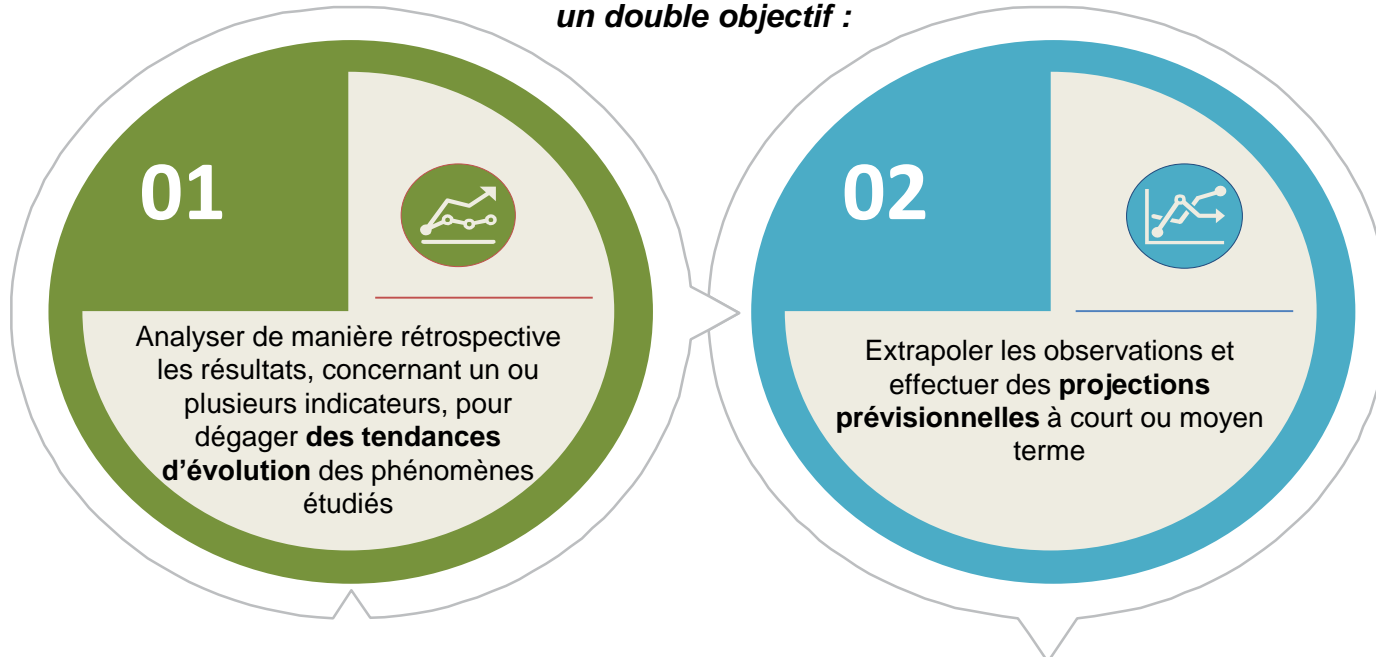 un double objectif :
01
Analyser de manière rétrospective
les résultats, concernant un ou
plusieurs indicateurs, pour
dégager des tendances
d’évolution des phénomènes
étudiés
02
Extrapoler les observations et
effectuer des projections
prévisionnelles à court ou moyen
terme